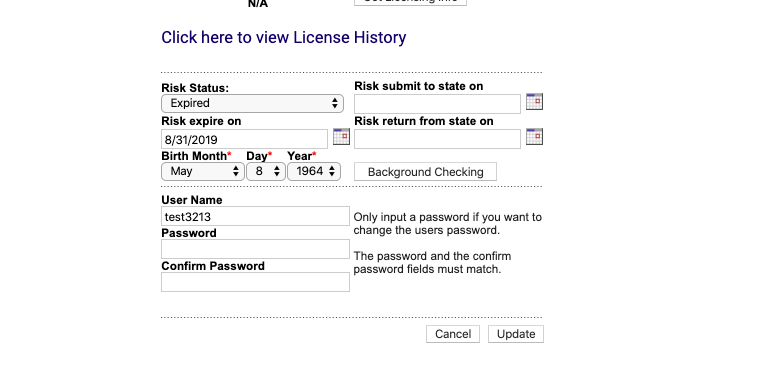 N/A
Click here to view License History
Risk Status: Risk submit to state on
Expired
Risk expire on Risk return from state on
8/31/2019
Birth Month* Day* Year*
May 8 1964 Background Checking
User Name
test3213
Only input a password if you want to
change the users password.
Password
The password and the confirm
password fields must match.
Confirm Password
Cancel Update